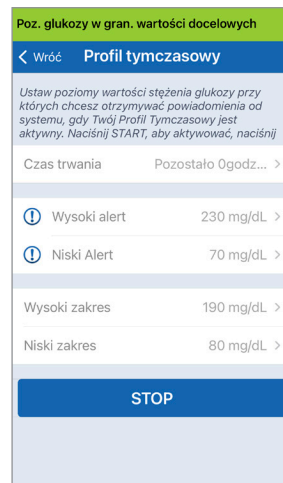 Poz. glukozy w gran. wartości docelowych
Wróć Profil tymczasowy
Ustaw poziomy wartości stężenia glukozy przy
których chcesz otrzymywać powiadomienia od
systemu, gdy Twój Profil Tymczasowy jest
aktywny. Naciśnij START, aby aktywować, naciśnij
Czas trwania Pozostało 0godz...
Wysoki alert 230 mg/dL
Niski Alert 70 mg/dL
Wysoki zakres 190 mg/dL
Niski zakres 80 mg/dL
STOP